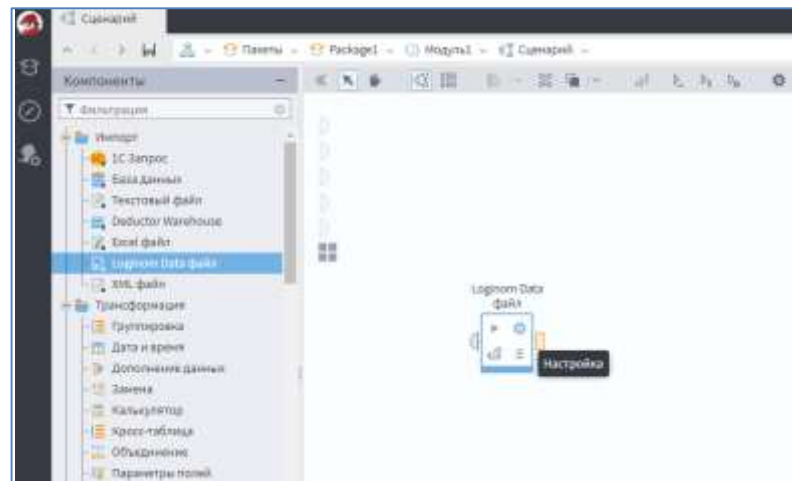 Сценарий
Пакеты
Package1
Модуль1
Сценарий
Компоненты
Фильтрация
Импорт
1С Запрос
База данных
Текстовый файл
Deductor Warehouse
Excel файл
Loginom Data файл
XML файл
Трансформация
Группировка
Дата и время
Дополнение данных
Замена
Калькулятор
Кросс-таблица
Объединение
Параметры полей
Loginom Data
файл
Настройка